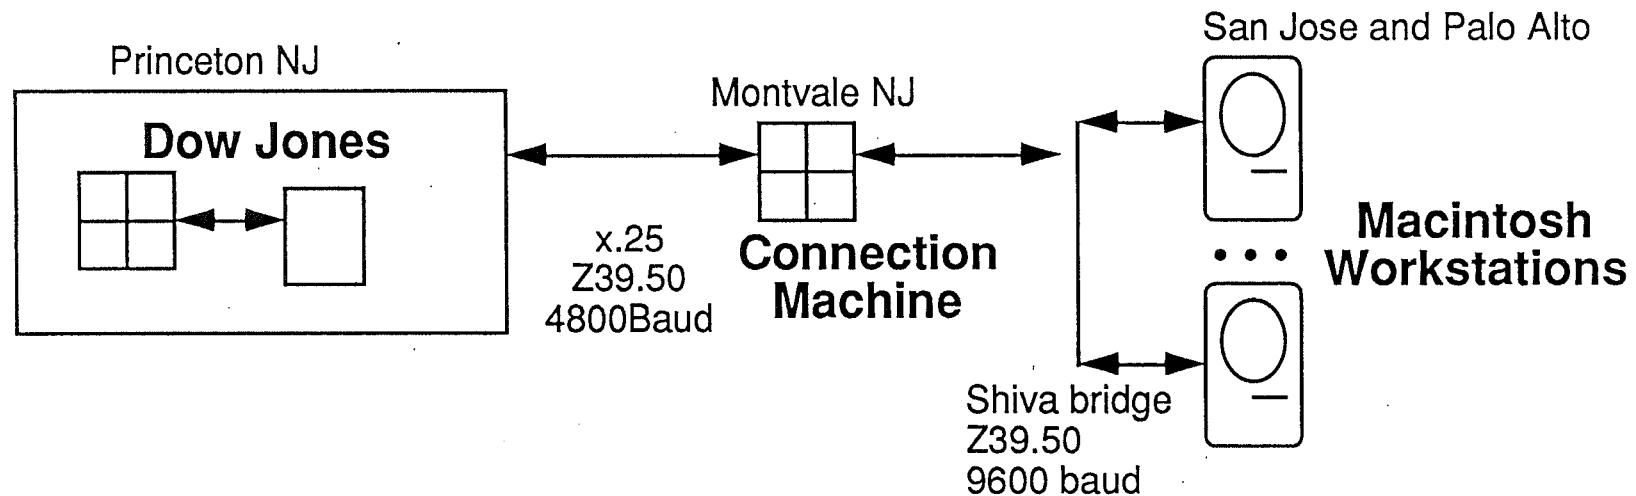 Princeton NJ
Dow Jones
x.25
Z39.50
4800Baud
Montvale NJ
Connection
Machine
Shiva bridge
Z39.50
9600 baud
San Jose and Palo Alto
Macintosh
Workstations